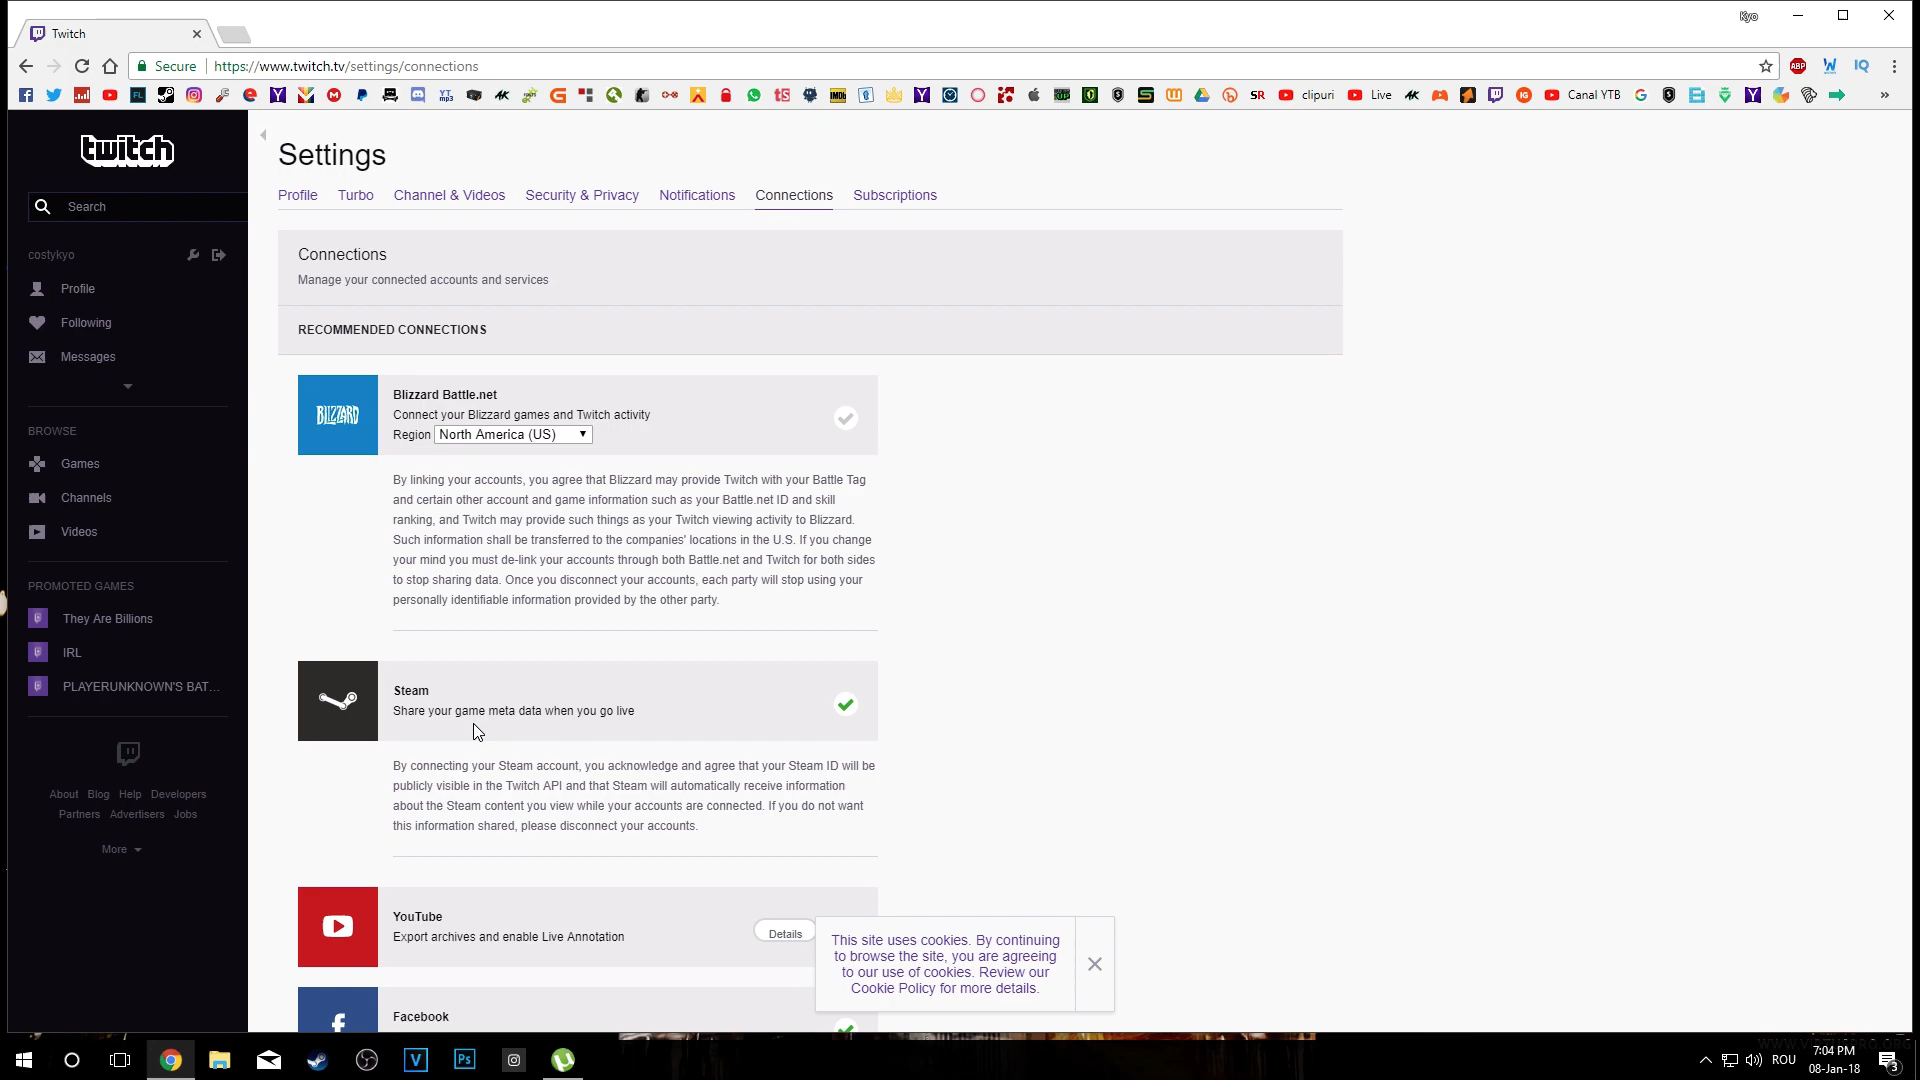 Twitch
Kyo
Secure
https://www.twitch.tv/settings/connections
ABP
IQ
YT
mp3
AK
tS
IMDb
SR
clipuri
Live
AK
IG
Canal YTB
twitch
Search
costykyo
Profile
Following
Messages
BROWSE
Games
Channels
Videos
PROMOTED GAMES
They Are Billions
IRL
PLAYERUNKNOWN'S BAT...
About Blog Help Developers
Partners Advertisers Jobs
More
Settings
Profile Turbo Channel & Videos Security & Privacy Notifications Connections Subscriptions
Connections
Manage your connected accounts and services
RECOMMENDED CONNECTIONS
BLIZZARD
Blizzard Battle.net
Connect your Blizzard games and Twitch activity
Region North America (US)
By linking your accounts, you agree that Blizzard may provide Twitch with your Battle Tag
and certain other account and game information such as your Battle.net ID and skill
ranking, and Twitch may provide such things as your Twitch viewing activity to Blizzard.
Such information shall be transferred to the companies' locations in the U.S. If you change
your mind you must de-link your accounts through both Battle.net and Twitch for both sides
to stop sharing data. Once you disconnect your accounts, each party will stop using your
personally identifiable information provided by the other party.
Steam
Share your game meta data when you go live
By connecting your Steam account, you acknowledge and agree that your Steam ID will be
publicly visible in the Twitch API and that Steam will automatically receive information
about the Steam content you view while your accounts are connected. If you do not want
this information shared, please disconnect your accounts.
YouTube
Export archives and enable Live Annotation
Details
Facebook
This site uses cookies. By continuing
to browse the site, you are agreeing
to our use of cookies. Review our
Cookie Policy for more details.
V
Ps
ROU
7:04 PM
08-Jan-18
3